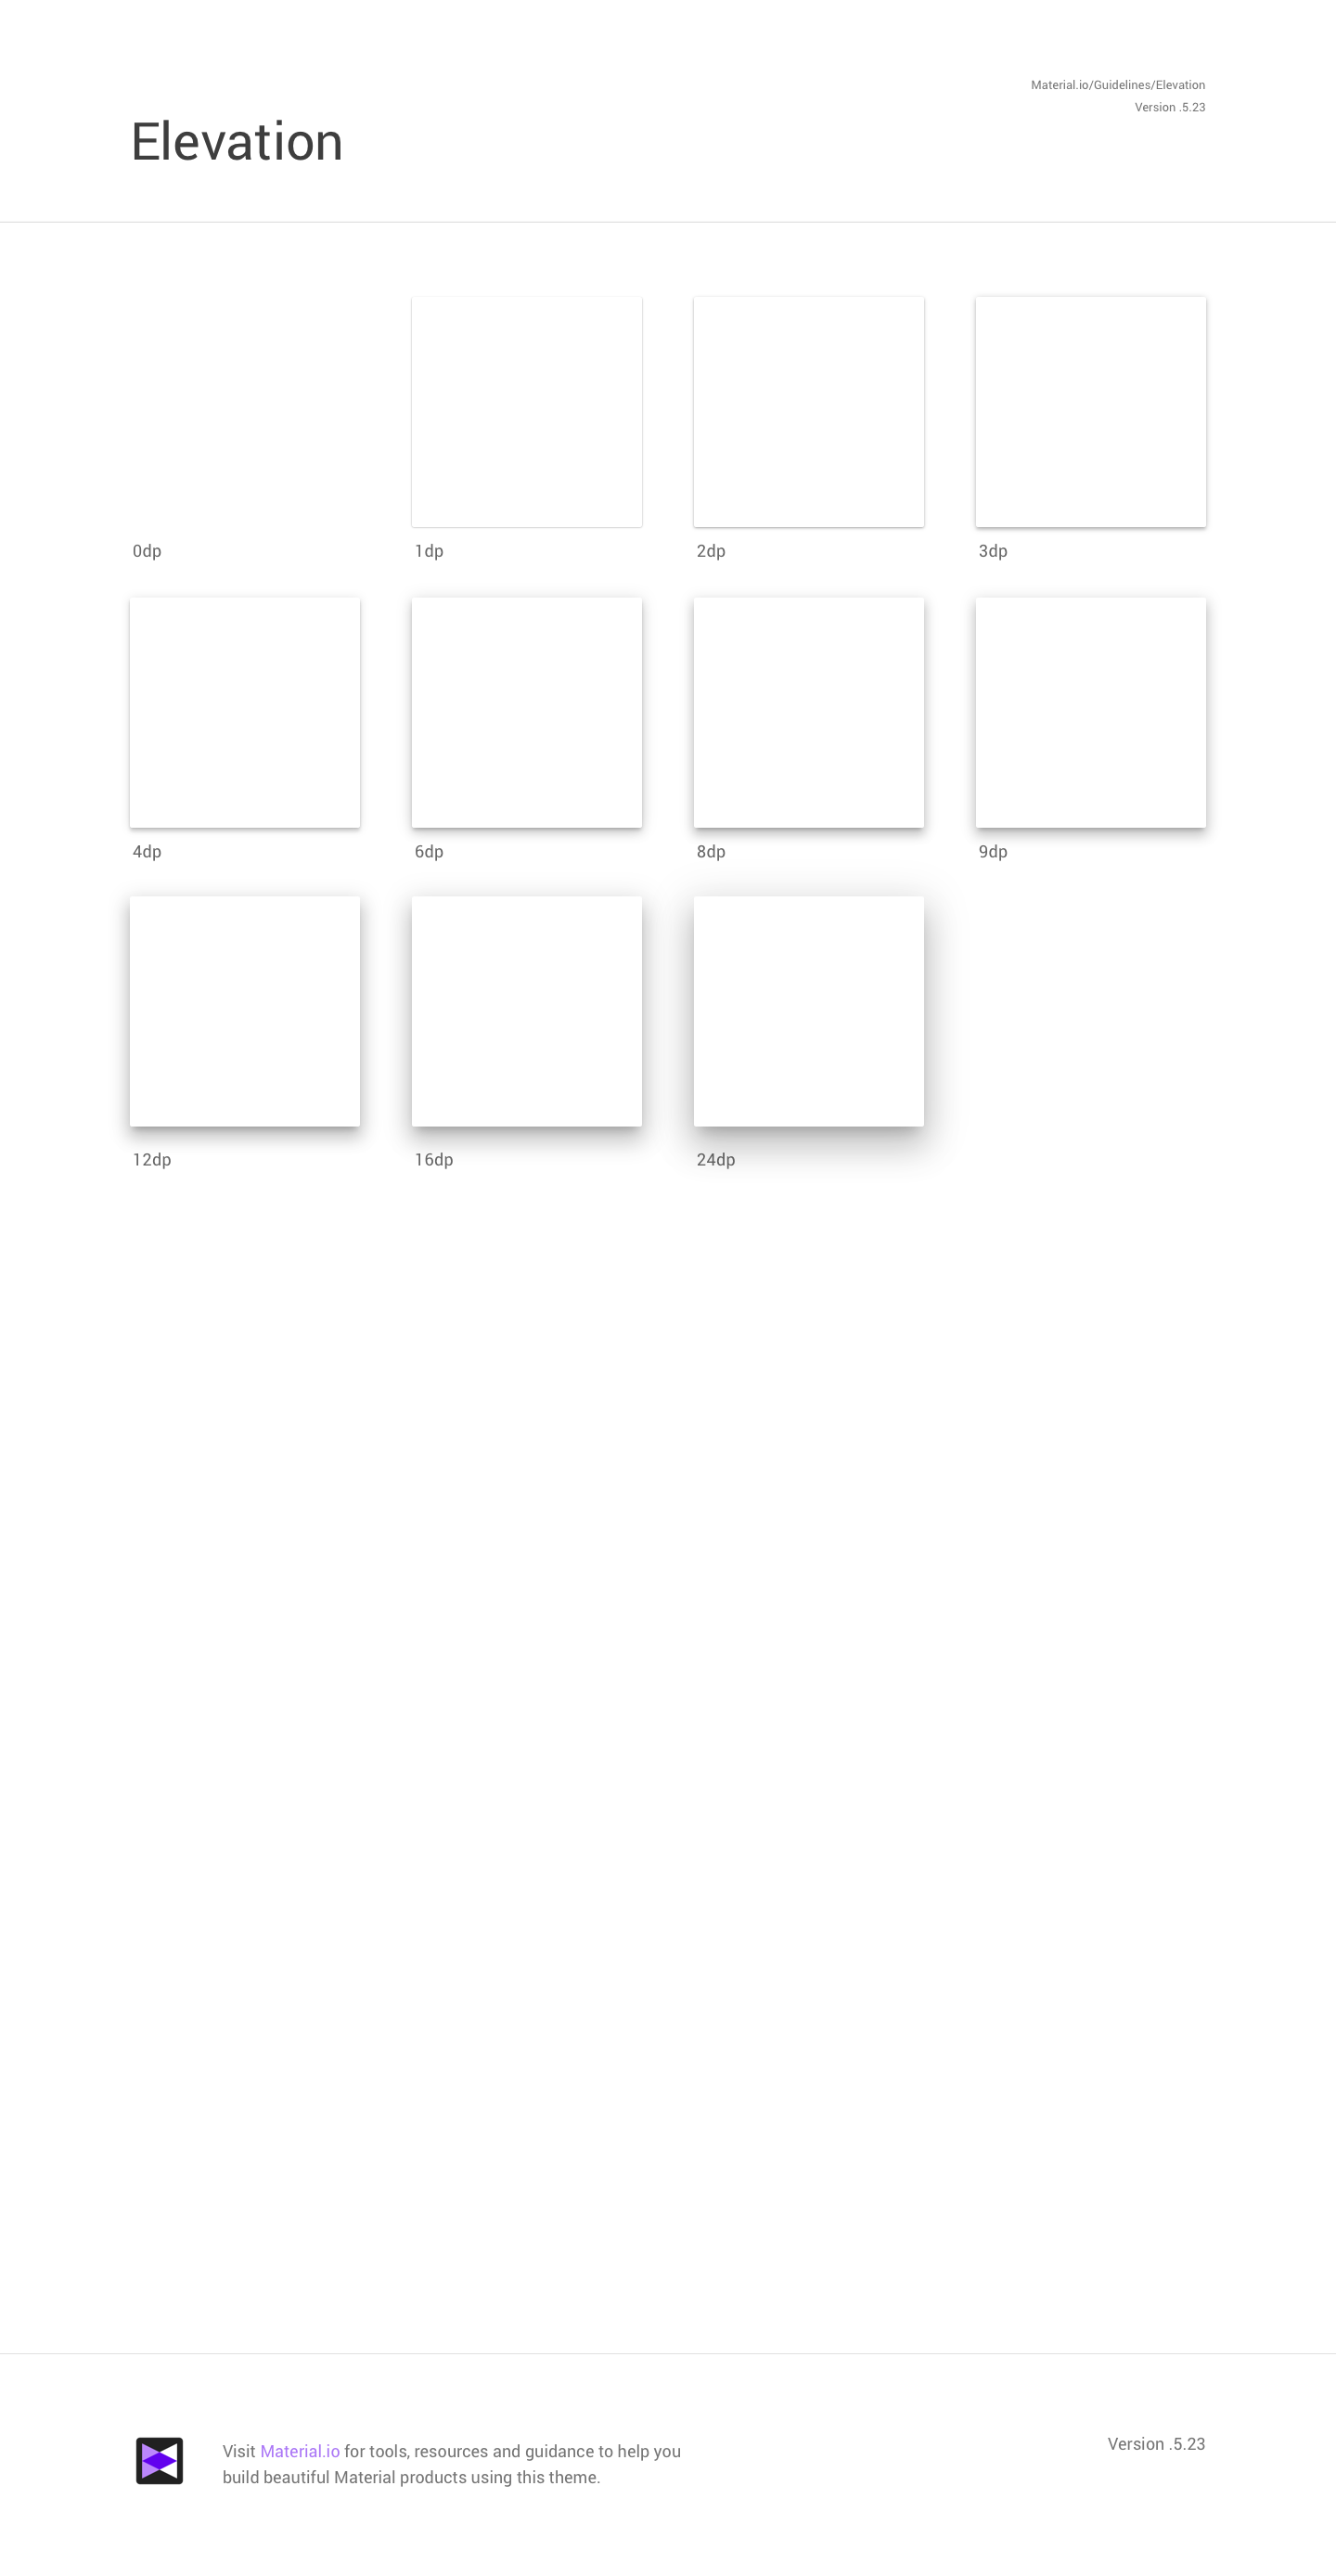 Material.io/Guidelines/Elevation
Version .5.23
Elevation
0dp
1dp
2dp
3dp
4dp
6dp
8dp
9dp
12dp
16dp
24dp
Visit Material.io for tools, resources and guidance to help you
build beautiful Material products using this theme.
Version .5.23